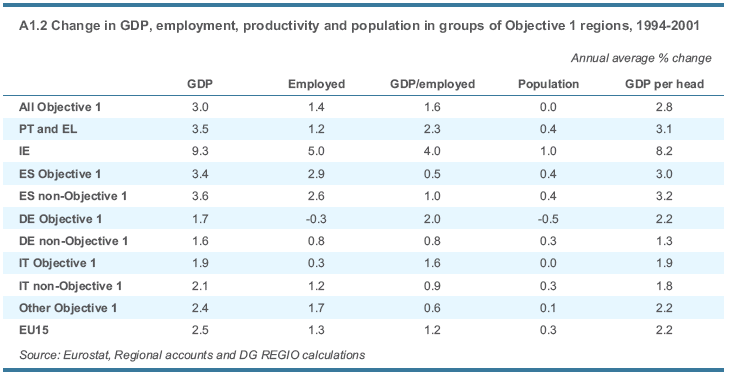 A1.2 Change in GDP, employment, productivity and population in groups of Objective 1 regions, 1994-2001
Annual average % change
GDP Employed GDP/employed Population GDP per head
All Objective 1 3.0 1.4 1.6 0.0 2.8
PT and EL 3.5 1.2 2.3 0.4 3.1
IE 9.3 5.0 4.0 1.0 8.2
ES Objective 1 3.4 2.9 0.5 0.4 3.0
ES non-Objective 1 3.6 2.6 1.0 0.4 3.2
DE Objective 1 1.7 -0.3 2.0 -0.5 2.2
DE non-Objective 1 1.6 0.8 0.8 0.3 1.3
IT Objective 1 1.9 0.3 1.6 0.0 1.9
IT non-Objective 1 2.1 1.2 0.9 0.3 1.8
Other Objective 1 2.4 1.7 0.6 0.1 2.2
EU15 2.5 1.3 1.2 0.3 2.2
Source: Eurostat, Regional accounts and DG REGIO calculations